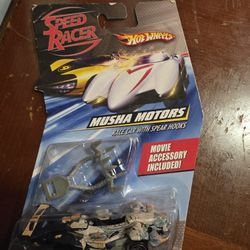 SPEED
RACER
HOT WHEELS
MUSHA MOTORS
RACE CAR WITH SPEAR HOOKS
MOVIE
ACCESSORY
INCLUDED!